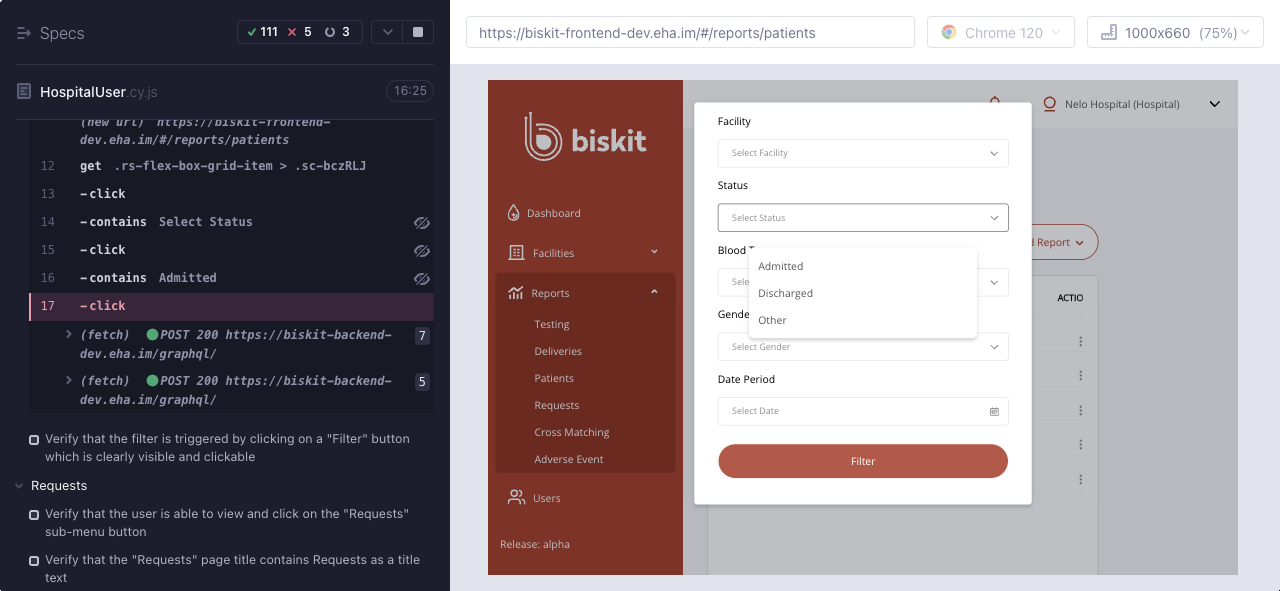 Specs
111
5
3
HospitalUser.cy.js
16:25
(new url) https://biskit-frontend-
dev.eha.im/#/reports/patients
12 get .rs-flex-box-grid-item > .sc-bczRLJ
13 -click
14 -contains Select Status
15 -click
16 -contains Admitted
17 -click
(fetch) POST 200 https://biskit-backend-
dev.eha.im/graphql/
7
(fetch) POST 200 https://biskit-backend-
dev.eha.im/graphql/
5
Verify that the filter is triggered by clicking on a "Filter" button
which is clearly visible and clickable
Requests
Verify that the user is able to view and click on the "Requests"
sub-menu button
Verify that the "Requests" page title contains Requests as a title
text
https://biskit-frontend-dev.eha.im/#/reports/patients
Chrome 120
1000x660 (75%)
biskit
Dashboard
Facilities
Reports
Testing
Deliveries
Patients
Requests
Cross Matching
Adverse Event
Users
Release: alpha
Nelo Hospital (Hospital)
Facility
Select Facility
Status
Select Status
Blood
Admitted
Discharged
Other
Select Gender
Date Period
Select Date
Filter
Report
ACTIO